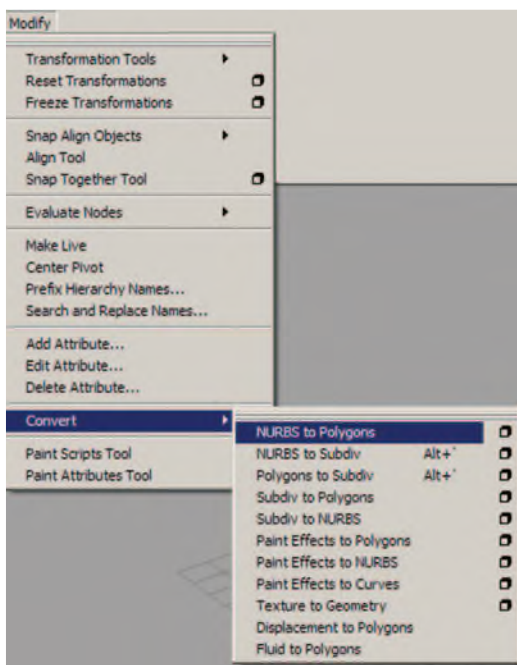 Modify
Transformation Tools
Reset Transformations
Freeze Transformations
Snap Align Objects
Align Tool
Snap Together Tool
Evaluate Nodes
Make Live
Center Pivot
Prefix Hierarchy Names...
Search and Replace Names...
Add Attribute...
Edit Attribute...
Delete Attribute...
Convert
Paint Scripts Tool
Paint Attributes Tool
NURBS to Polygons
NURBS to Subdiv Alt+`
Polygons to Subdiv Alt+`
Subdiv to Polygons
Subdiv to NURBS
Paint Effects to Polygons
Paint Effects to NURBS
Paint Effects to Curves
Texture to Geometry
Displacement to Polygons
Fluid to Polygons